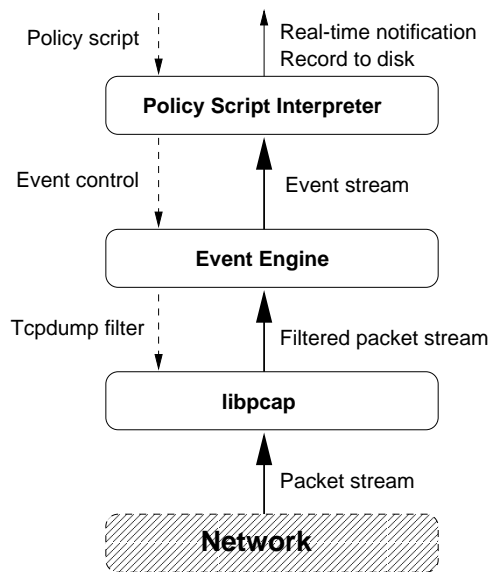 Policy script
Real-time notification
Record to disk
Policy Script Interpreter
Event control
Event stream
Event Engine
Tcpdump filter
Filtered packet stream
libpcap
Packet stream
Network